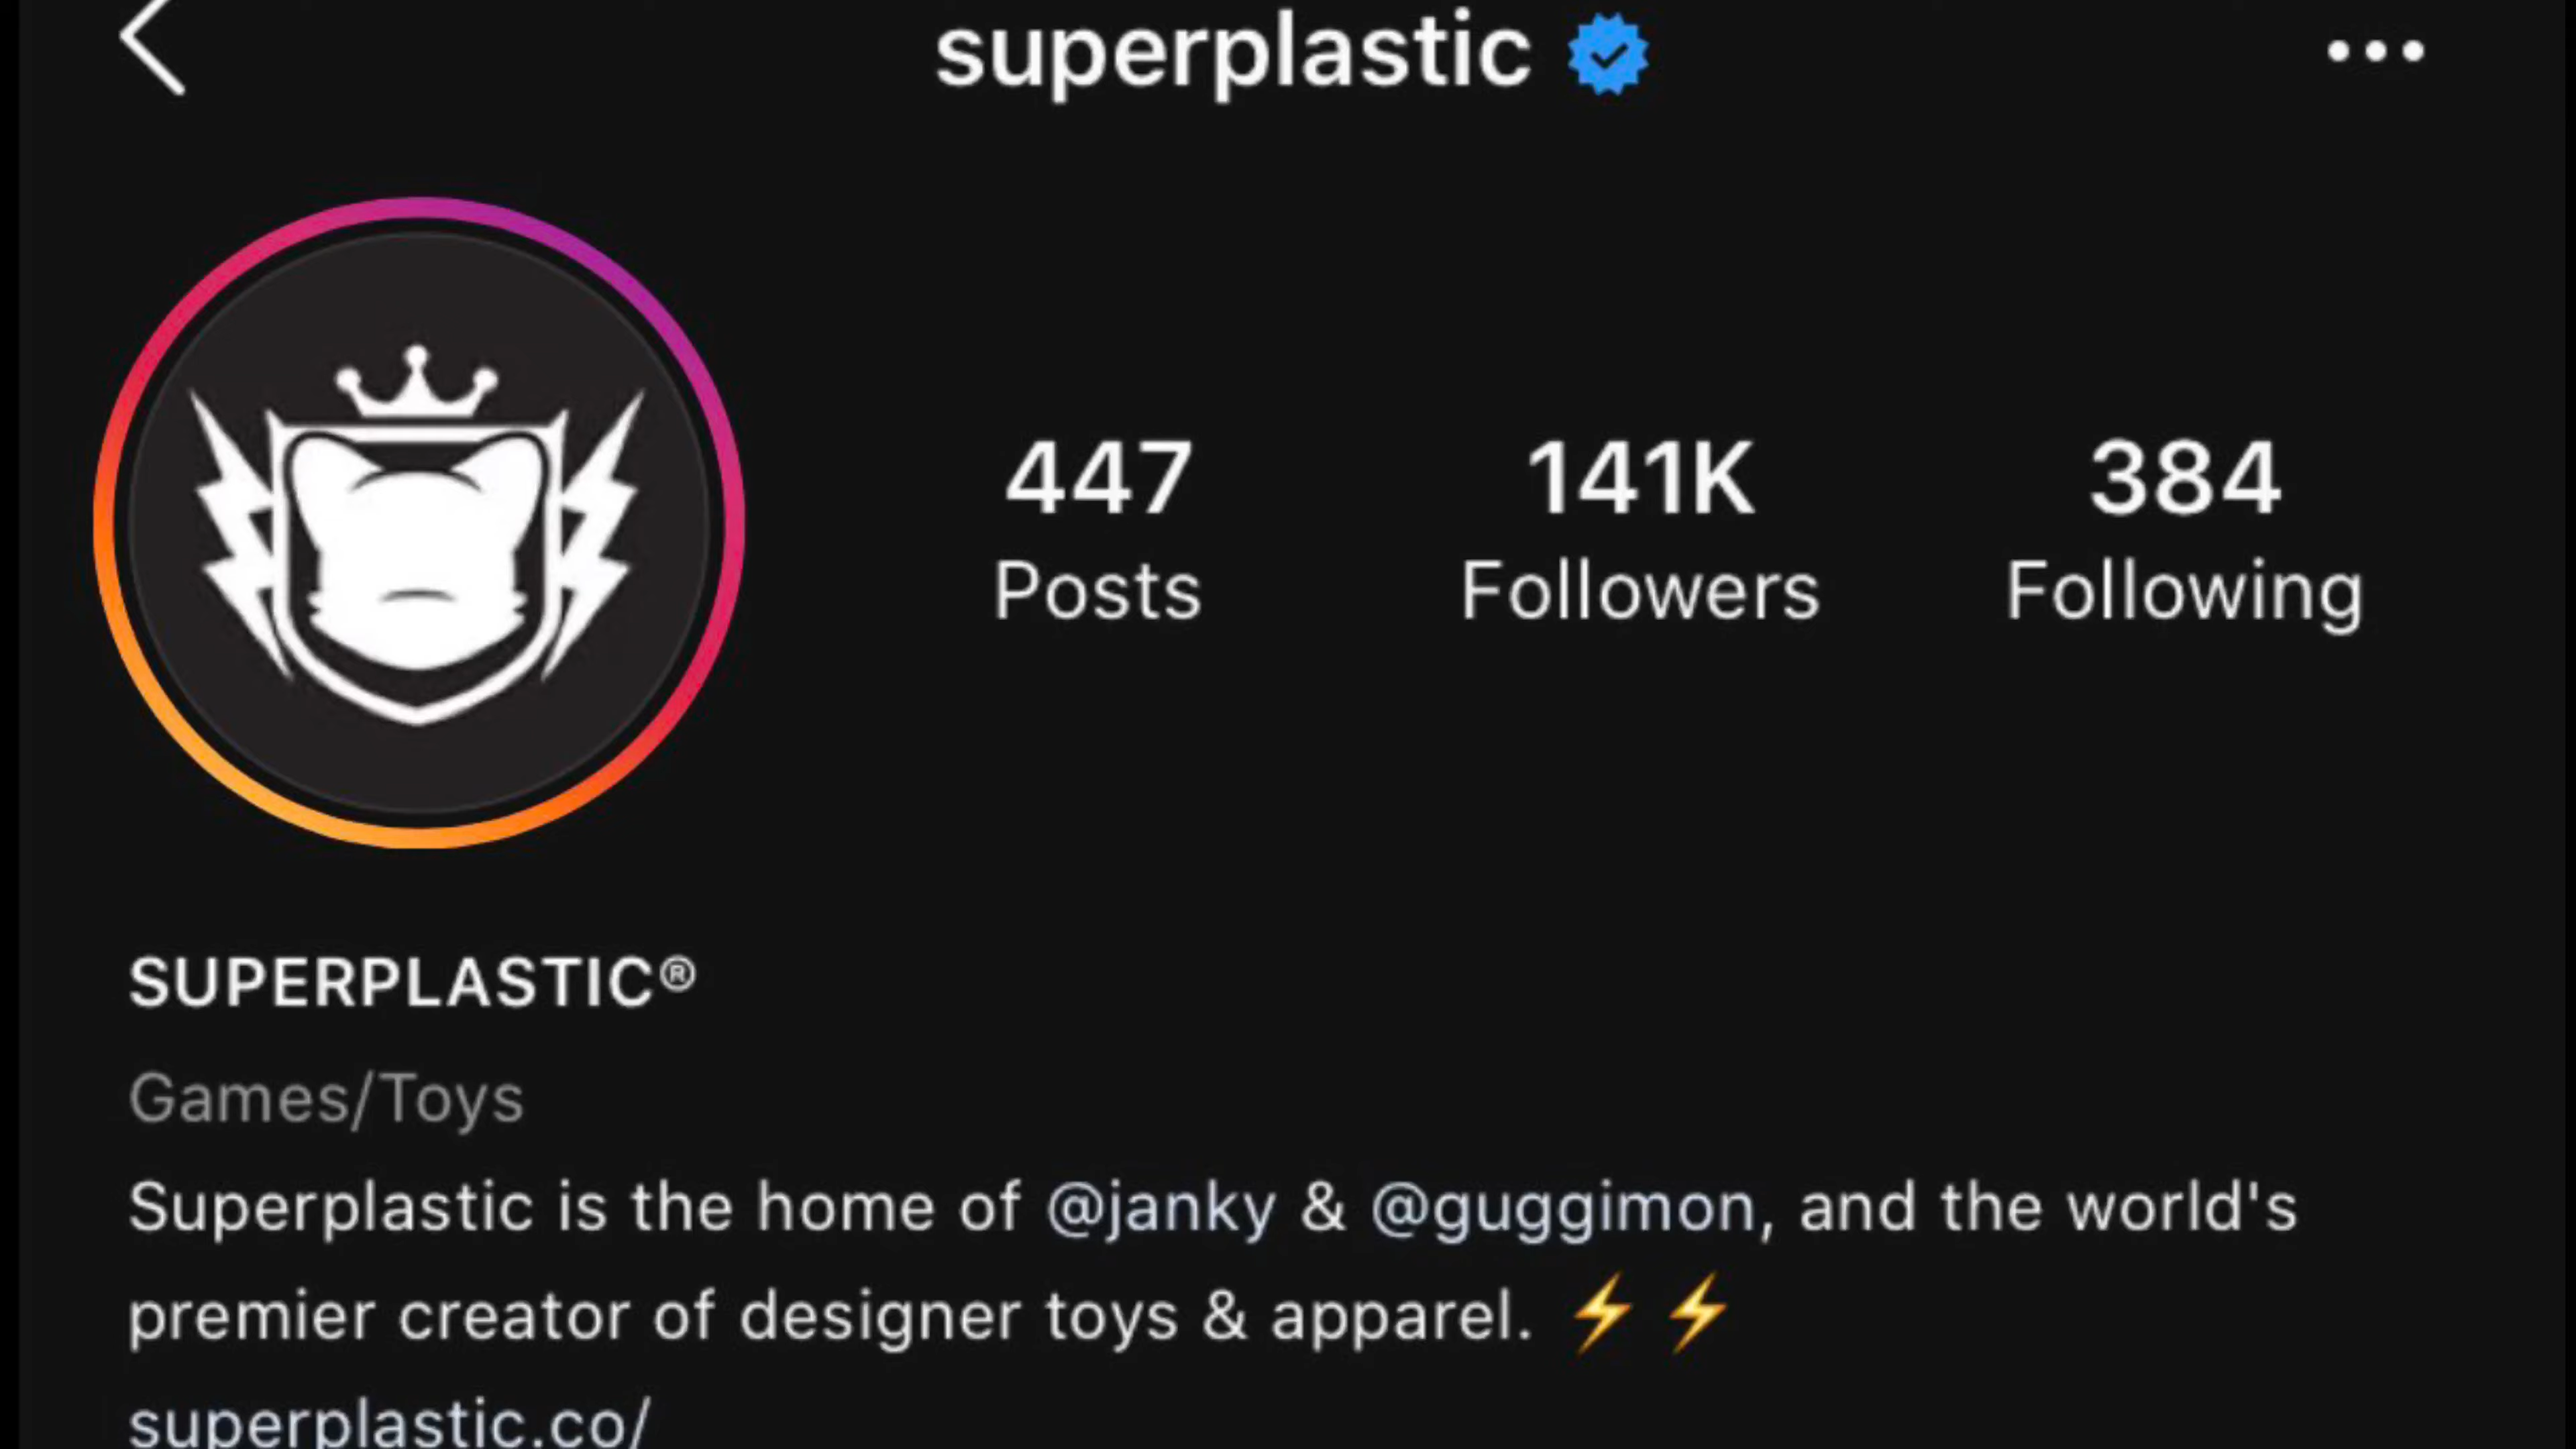 superplastic
447 141K 384
Posts Followers Following
SUPERPLASTIC®
Games/Toys
Superplastic is the home of @janky & @guggimon, and the world's
premier creator of designer toys & apparel. ⚡⚡
superplastic.co/